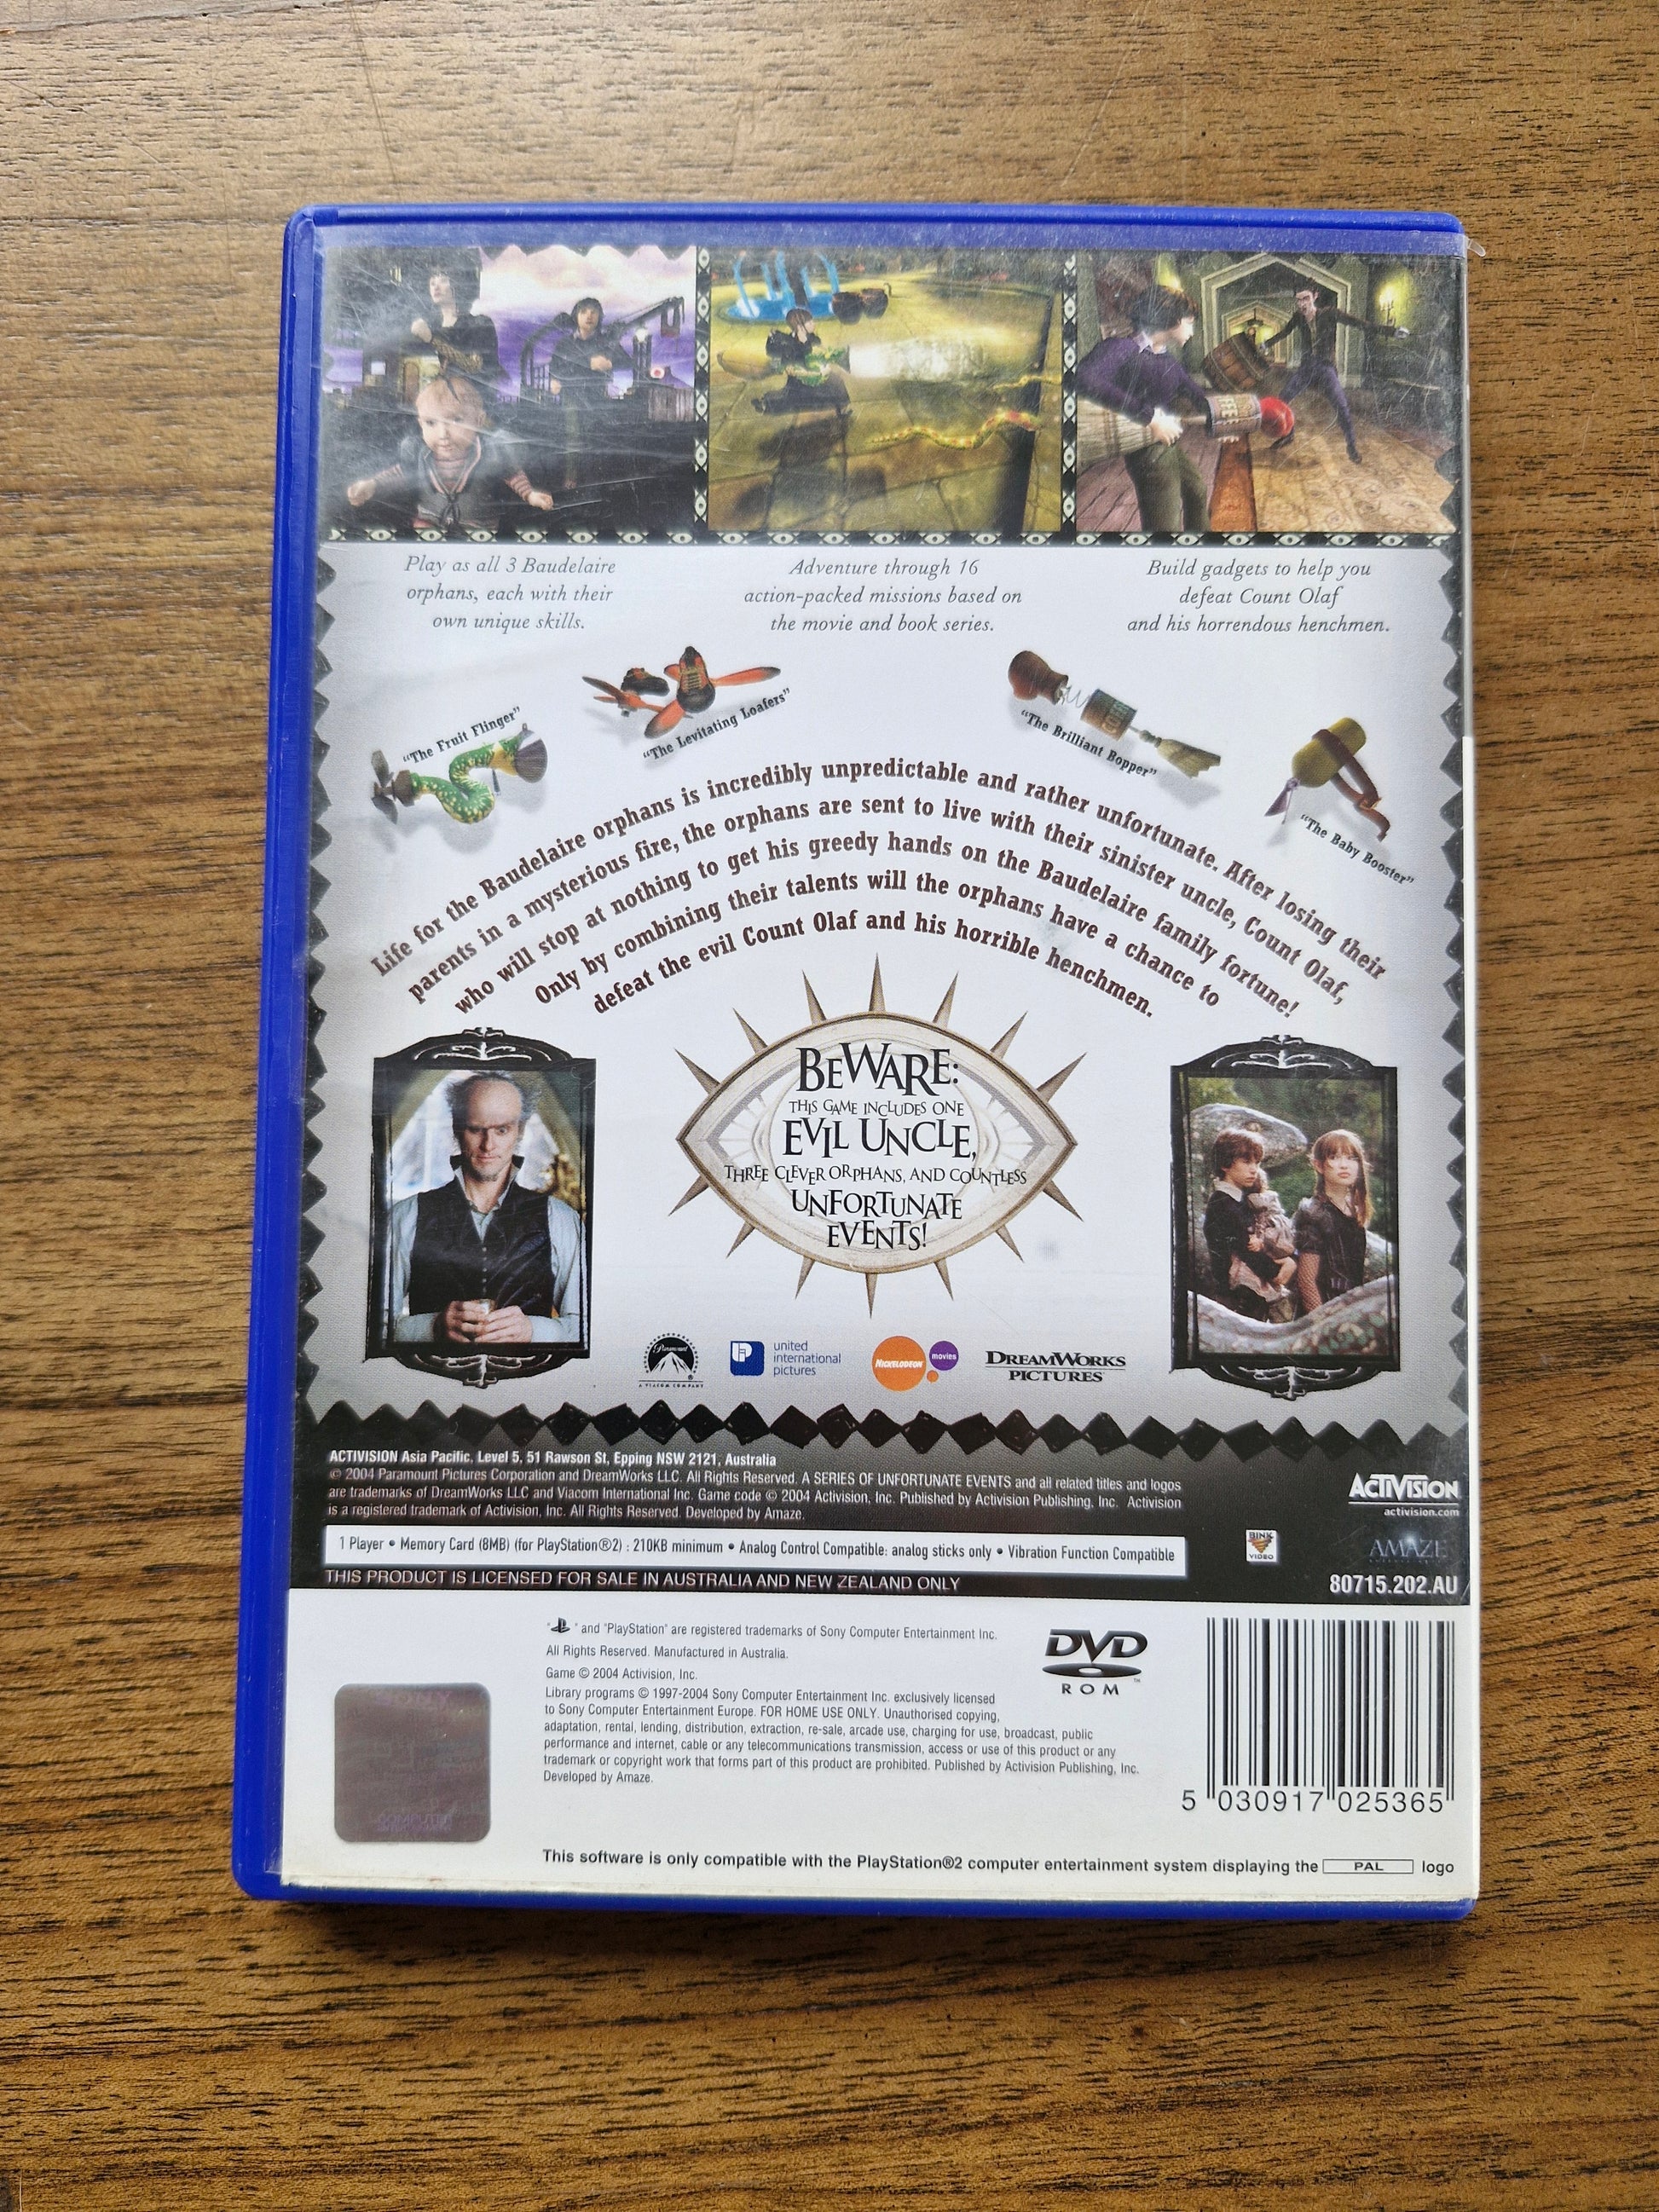 Play as all 3 Baudelaire
orphans, each with their
own unique skills.
Adventure through 16
action-packed missions based on
the movie and book series.
Build gadgets to help you
defeat Count Olaf
and his horrendous henchmen.
"The Fruit Flinger"
"The Levitating Loafers"
"The Brilliant Bopper"
"The Baby Booster"
Life for the Baudelaire orphans is incredibly unpredictable and rather unfortunate. After losing their
parents in a mysterious fire, the orphans are sent to live with their sinister uncle, Count Olaf,
who will stop at nothing to get his greedy hands on the Baudelaire family fortune!
Only by combining their talents will the orphans have a chance to
defeat the evil Count Olaf and his horrible henchmen.
BEWARE:
THIS GAME INCLUDES ONE
EVIL UNCLE,
THREE CLEVER ORPHANS, AND COUNTLESS
UNFORTUNATE
EVENTS!
Paramount
A VIACOM COMPANY
united
international
pictures
NICKELODEON movies
DREAMWORKS
PICTURES
ACTIVISION Asia Pacific, Level 5, 51 Rawson St, Epping NSW 2121, Australia
© 2004 Paramount Pictures Corporation and DreamWorks LLC. All Rights Reserved. A SERIES OF UNFORTUNATE EVENTS and all related titles and logos
are trademarks of DreamWorks LLC and Viacom International Inc. Game code © 2004 Activision, Inc. Published by Activision Publishing, Inc. Activision
is a registered trademark of Activision, Inc. All Rights Reserved. Developed by Amaze.
ACTIVISION
activision.com
1 Player • Memory Card (8MB) (for PlayStation®2) : 210KB minimum • Analog Control Compatible: analog sticks only • Vibration Function Compatible
BINK
VIDEO
AMAZE
THIS PRODUCT IS LICENSED FOR SALE IN AUSTRALIA AND NEW ZEALAND ONLY
80715.202.AU
" " and "PlayStation" are registered trademarks of Sony Computer Entertainment Inc.
All Rights Reserved. Manufactured in Australia.
Game © 2004 Activision, Inc.
Library programs © 1997-2004 Sony Computer Entertainment Inc. exclusively licensed
to Sony Computer Entertainment Europe. FOR HOME USE ONLY. Unauthorised copying,
adaptation, rental, lending, distribution, extraction, re-sale, arcade use, charging for use, broadcast, public
performance and internet, cable or any telecommunications transmission, access or use of this product or any
trademark or copyright work that forms part of this product are prohibited. Published by Activision Publishing, Inc.
Developed by Amaze.
DVD
ROM
5 030917 025365
This software is only compatible with the PlayStation®2 computer entertainment system displaying the PAL logo